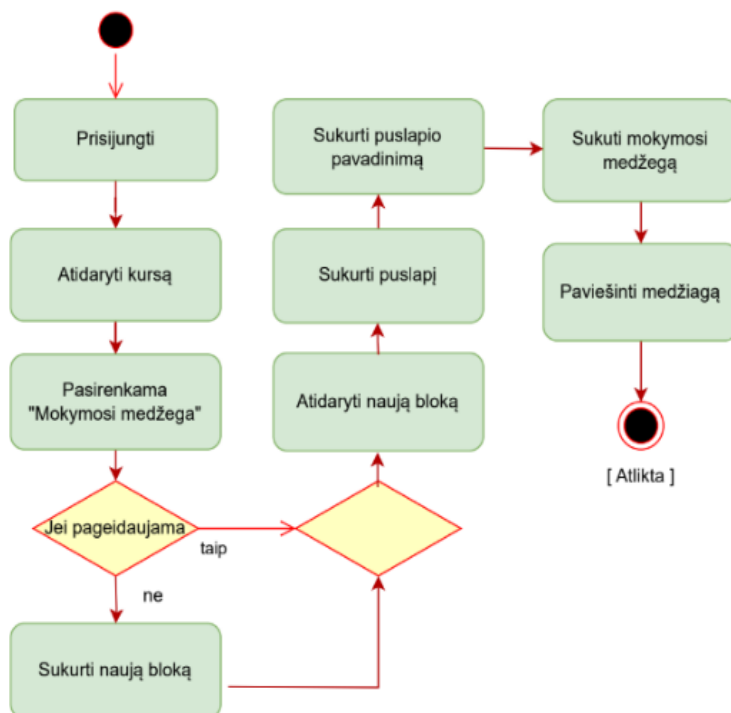 Prisijungti
Atidaryti kursą
Pasirenkama
"Mokymosi medžega"
Jei pageidaujama
taip
ne
Sukurti naują bloką
Atidaryti naują bloką
Sukurti puslapį
Sukurti puslapio
pavadinimą
Sukuti mokymosi
medžegą
Paviešinti medžiagą
[ Atlikta ]